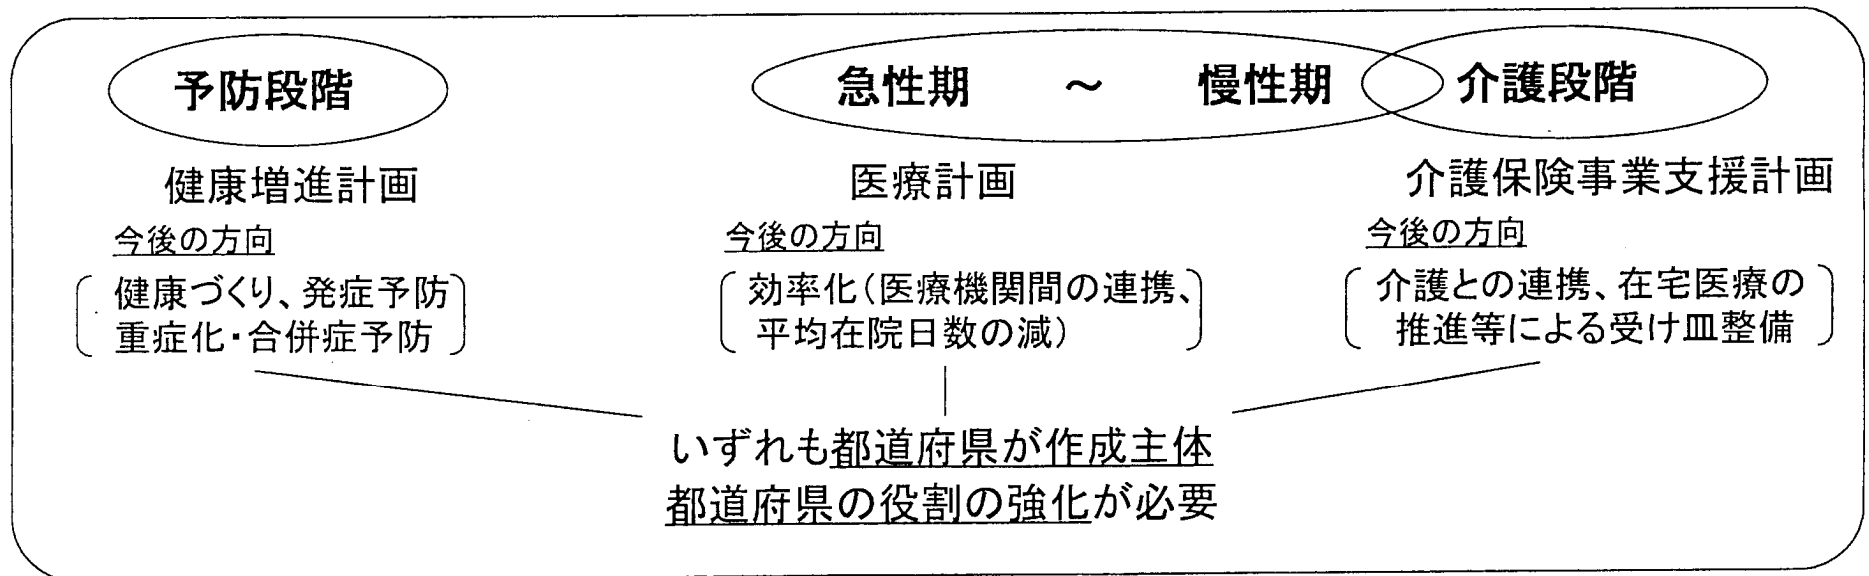 予防段階
急性期 ～ 慢性期
介護段階
健康増進計画
今後の方向
健康づくり、発症予防
重症化・合併症予防
医療計画
今後の方向
効率化（医療機関間の連携、
平均在院日数の減）
介護保険事業支援計画
今後の方向
介護との連携、在宅医療の
推進等による受け皿整備
いずれも都道府県が作成主体
都道府県の役割の強化が必要